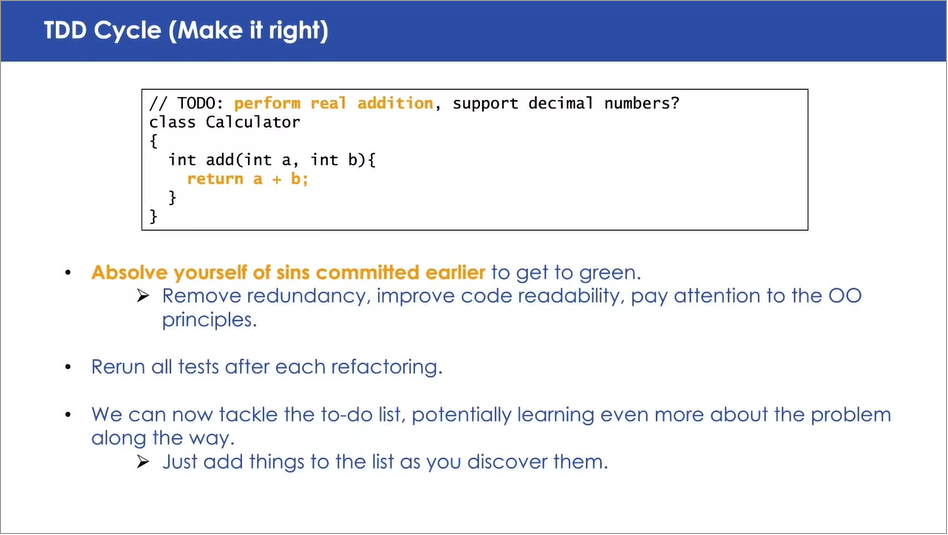 TDD Cycle (Make it right)
// TODO: perform real addition, support decimal numbers?
class Calculator
{
  int add(int a, int b){
    return a + b;
  }
}
• Absolve yourself of sins committed earlier to get to green.
➢ Remove redundancy, improve code readability, pay attention to the OO
principles.
• Rerun all tests after each refactoring.
• We can now tackle the to-do list, potentially learning even more about the problem
along the way.
➢ Just add things to the list as you discover them.